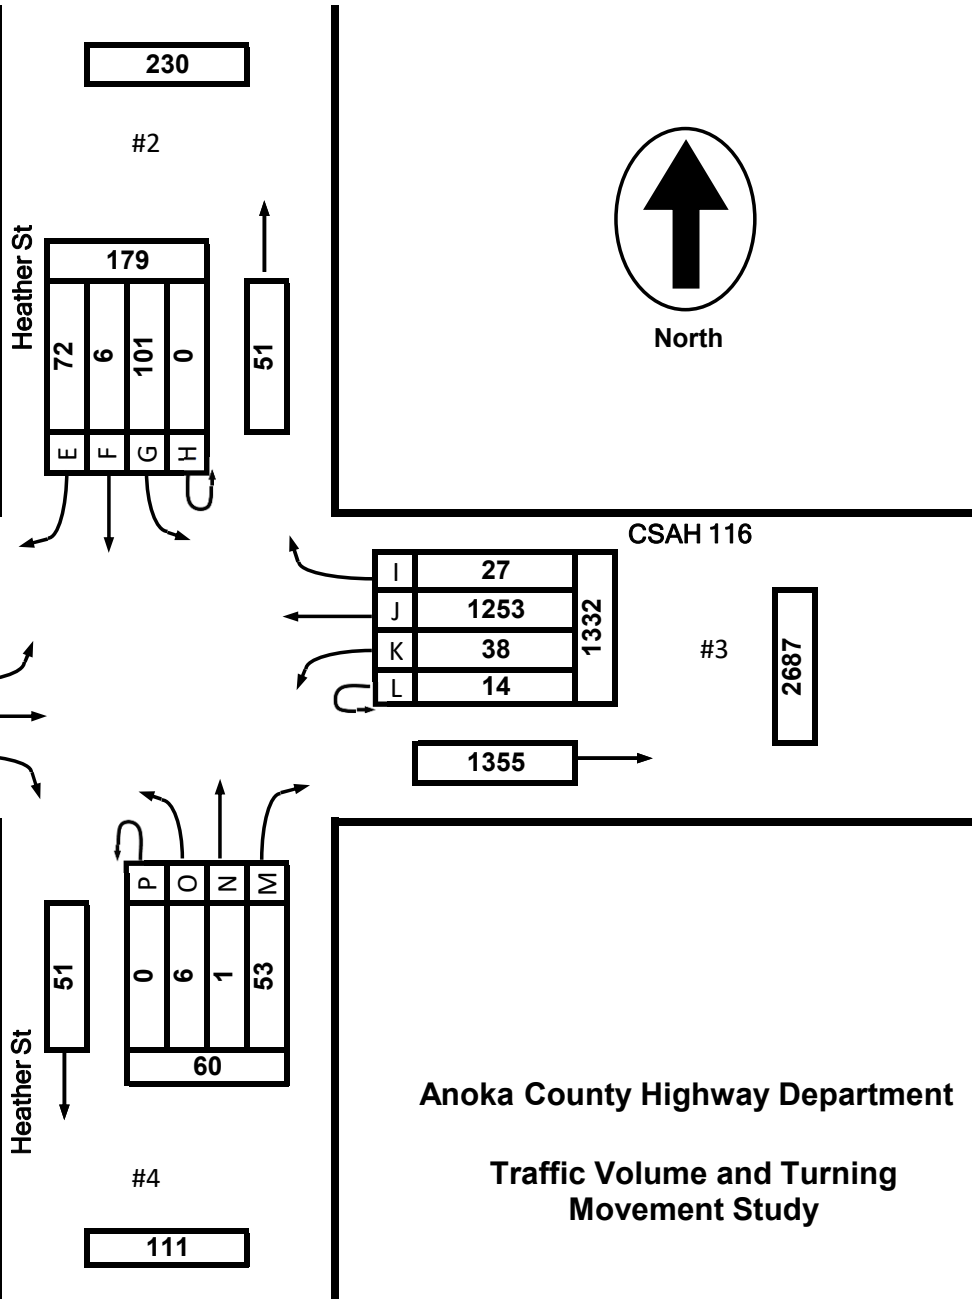 230
#2
Heather St
179
72
6
101
0
E
F
G
H
51
North
CSAH 116
I 27
J 1253
K 38
L 14
1332
#3
2687
1355
P
O
N
M
0
6
1
53
60
51
Heather St
#4
111
Anoka County Highway Department
Traffic Volume and Turning
Movement Study